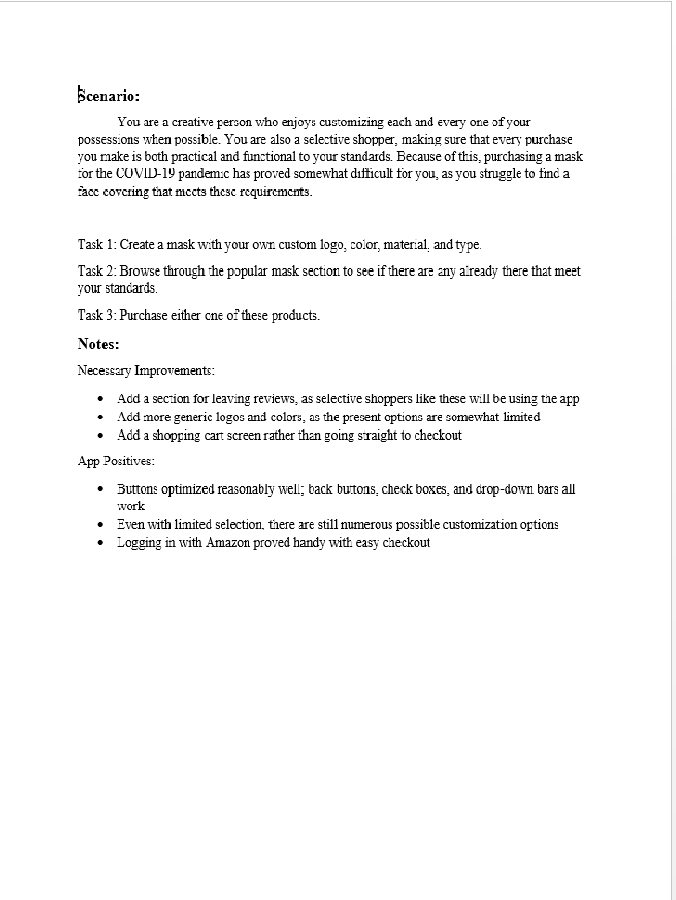 Scenario:
You are a creative person who enjoys customizing each and every one of your
possessions when possible. You are also a selective shopper, making sure that every purchase
you make is both practical and functional to your standards. Because of this, purchasing a mask
for the COVID-19 pandemic has proved somewhat difficult for you, as you struggle to find a
face covering that meets these requirements.
Task 1: Create a mask with your own custom logo, color, material, and type.
Task 2: Browse through the popular mask section to see if there are any already there that meet
your standards.
Task 3: Purchase either one of these products.
Notes:
Necessary Improvements:
• Add a section for leaving reviews, as selective shoppers like these will be using the app
• Add more generic logos and colors, as the present options are somewhat limited
• Add a shopping cart screen rather than going straight to checkout
App Positives:
• Buttons optimized reasonably well; back buttons, check boxes, and drop-down bars all
work
• Even with limited selection, there are still numerous possible customization options
• Logging in with Amazon proved handy with easy checkout